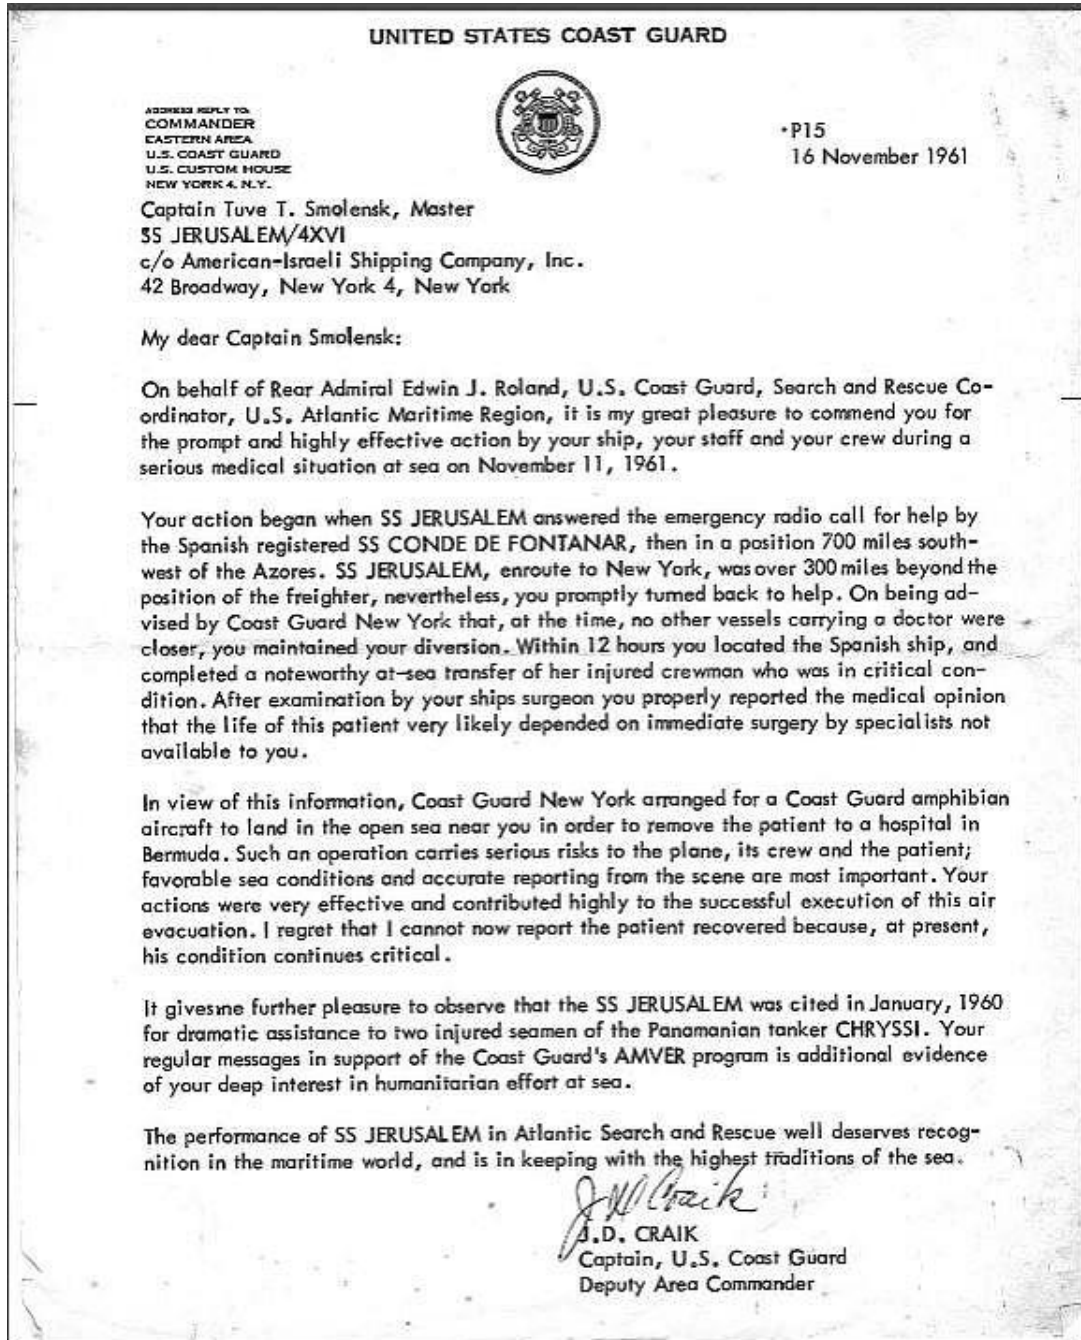 UNITED STATES COAST GUARD
ADDRESS REPLY TO:
COMMANDER
EASTERN AREA
U.S. COAST GUARD
U.S. CUSTOM HOUSE
NEW YORK 4, N.Y.
P15
16 November 1961
Captain Tuve T. Smolensk, Master
SS JERUSALEM/4XVI
c/o American-Israeli Shipping Company, Inc.
42 Broadway, New York 4, New York
My dear Captain Smolensk:
On behalf of Rear Admiral Edwin J. Roland, U.S. Coast Guard, Search and Rescue Co-
ordinator, U.S. Atlantic Maritime Region, it is my great pleasure to commend you for
the prompt and highly effective action by your ship, your staff and your crew during a
serious medical situation at sea on November 11, 1961.
Your action began when SS JERUSALEM answered the emergency radio call for help by
the Spanish registered SS CONDE DE FONTANAR, then in a position 700 miles south-
west of the Azores. SS JERUSALEM, enroute to New York, was over 300 miles beyond the
position of the freighter, nevertheless, you promptly turned back to help. On being ad-
vised by Coast Guard New York that, at the time, no other vessels carrying a doctor were
closer, you maintained your diversion. Within 12 hours you located the Spanish ship, and
completed a noteworthy at-sea transfer of her injured crewman who was in critical con-
dition. After examination by your ships surgeon you properly reported the medical opinion
that the life of this patient very likely depended on immediate surgery by specialists not
available to you.
In view of this information, Coast Guard New York arranged for a Coast Guard amphibian
aircraft to land in the open sea near you in order to remove the patient to a hospital in
Bermuda. Such an operation carries serious risks to the plane, its crew and the patient;
favorable sea conditions and accurate reporting from the scene are most important. Your
actions were very effective and contributed highly to the successful execution of this air
evacuation. I regret that I cannot now report the patient recovered because, at present,
his condition continues critical.
It gives me further pleasure to observe that the SS JERUSALEM was cited in January, 1960
for dramatic assistance to two injured seamen of the Panamanian tanker CHRYSSI. Your
regular messages in support of the Coast Guard's AMVER program is additional evidence
of your deep interest in humanitarian effort at sea.
The performance of SS JERUSALEM in Atlantic Search and Rescue well deserves recog-
nition in the maritime world, and is in keeping with the highest traditions of the sea.
J D Craik
J.D. CRAIK
Captain, U.S. Coast Guard
Deputy Area Commander